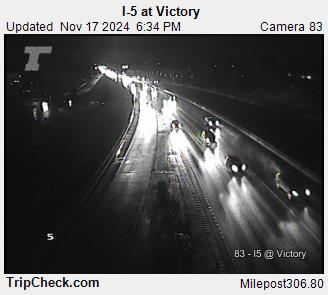 I-5 at Victory
Updated Nov 17 2024 6:34 PM Camera 83
T
S
83 - I5 @ Victory
TripCheck.com Milepost306.80